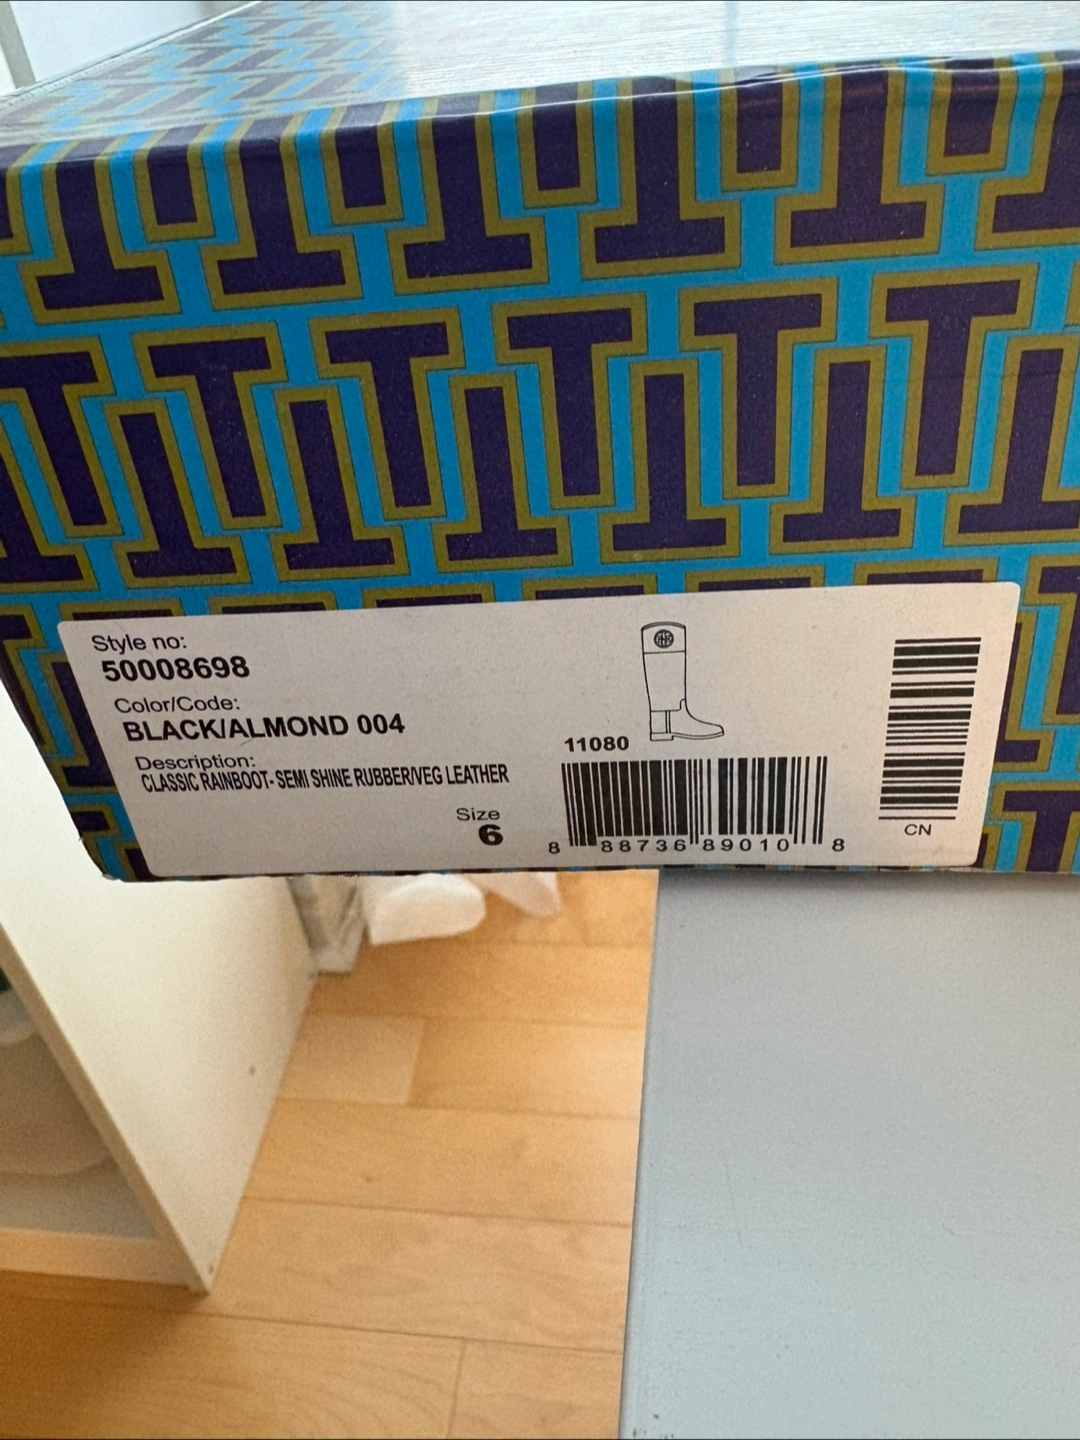 Style no:
50008698
Color/Code:
BLACK/ALMOND 004
Description:
CLASSIC RAINBOOT- SEMI SHINE RUBBER/VEG LEATHER
Size
6
11080
8 88736 89010 8
CN